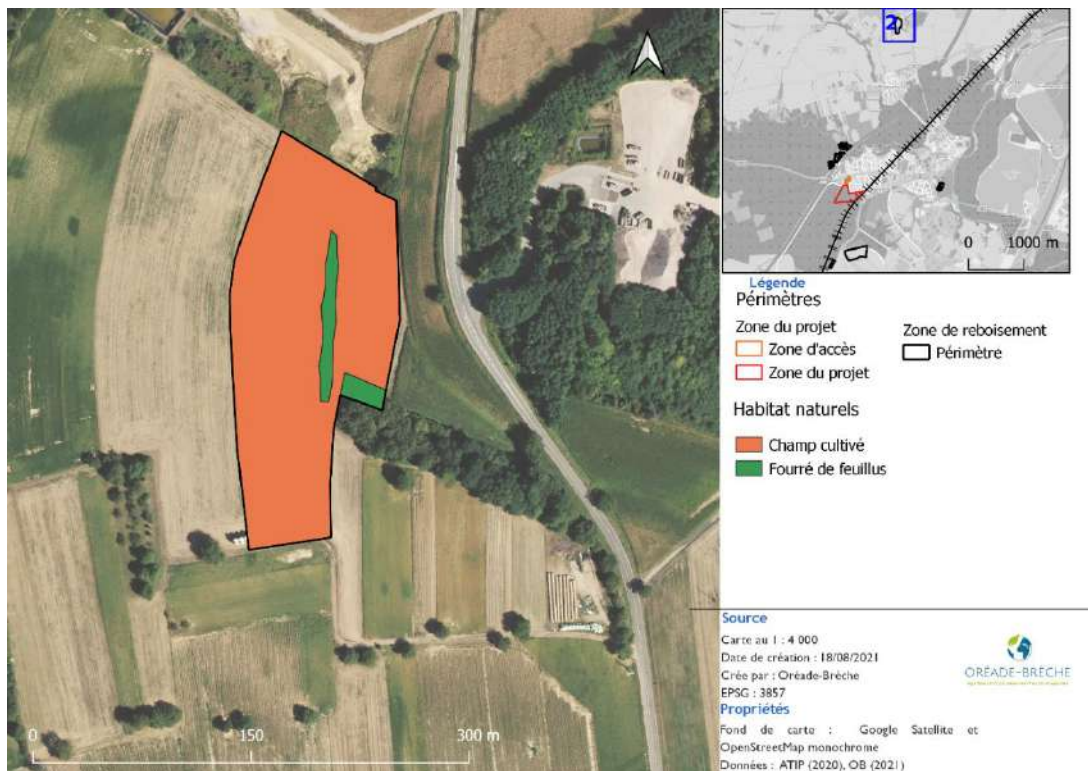 2
0 1000 m
Légende
Périmètres
Zone du projet
Zone d'accès
Zone du projet
Zone de reboisement
Périmètre
Habitat naturels
Champ cultivé
Fourré de feuillus
0 150 300 m
Source
Carte au 1 : 4 000
Date de création : 18/08/2021
Crée par : Oréade-Brèche
EPSG : 3857
ORÉADE-BRÈCHE
Propriétés
Fond de carte : Google Satellite et
OpenStreetMap monochrome
Données : ATIP (2020), OB (2021)